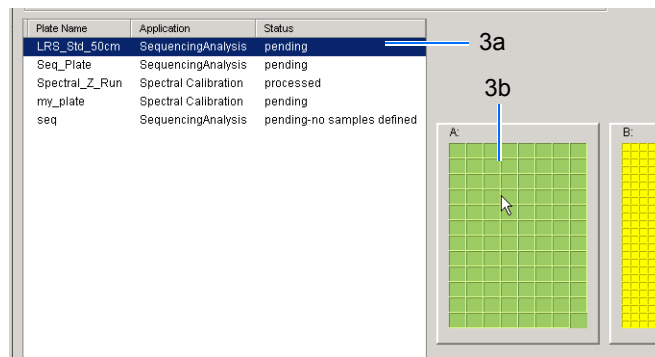 Plate Name Application Status
LRS_Std_50cm SequencingAnalysis pending
3a
Seq_Plate SequencingAnalysis pending
Spectral_Z_Run Spectral Calibration processed
3b
my_plate Spectral Calibration pending
seq SequencingAnalysis pending-no samples defined
A: B: